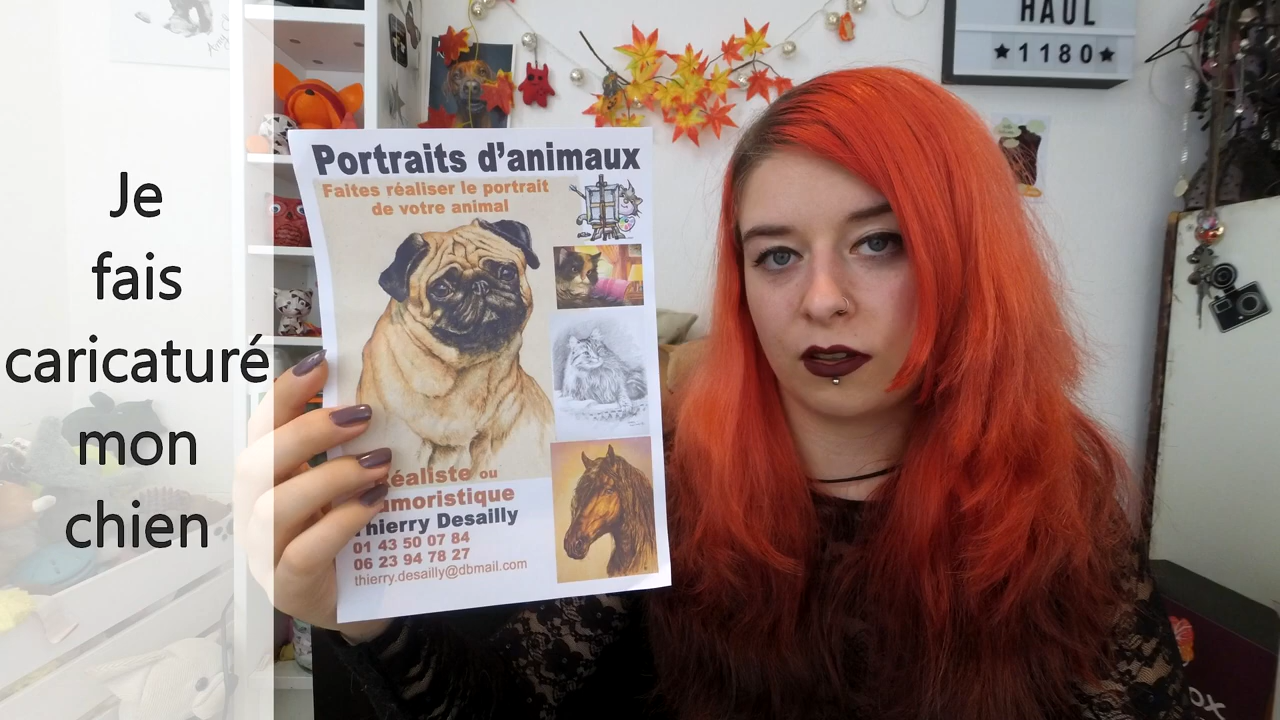 Je
fais
caricaturé
mon
chien
HAUL
★1180★
Portraits d'animaux
Faites réaliser le portrait
de votre animal
éaliste ou
umoristique
Thierry Desailly
01 43 50 07 84
06 23 94 78 27
thierry.desailly@dbmail.com
OX